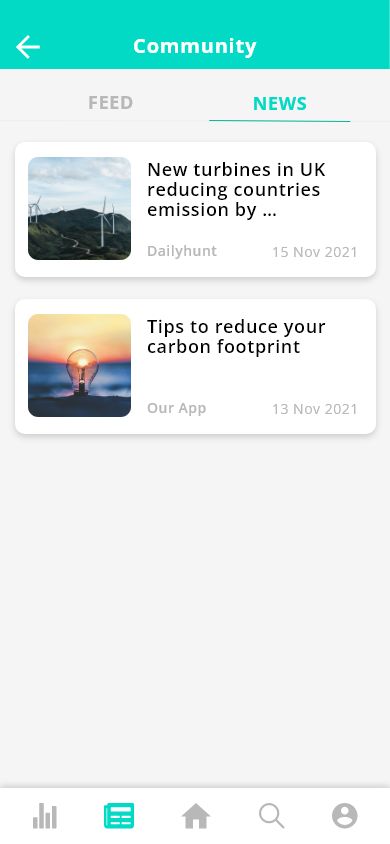 Community
FEED
NEWS
New turbines in UK
reducing countries
emission by ...
Dailyhunt
15 Nov 2021
Tips to reduce your
carbon footprint
Our App
13 Nov 2021